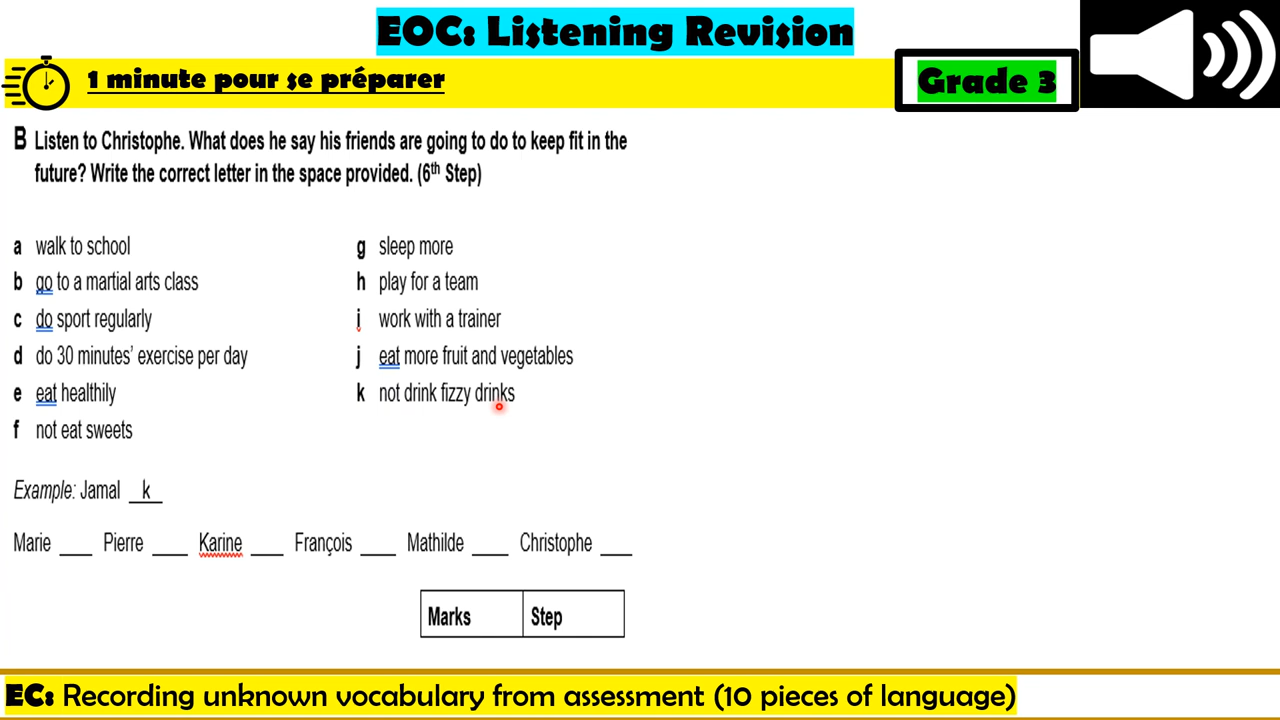 EOC: Listening Revision
1 minute pour se préparer
Grade 3
B Listen to Christophe. What does he say his friends are going to do to keep fit in the
future? Write the correct letter in the space provided. (6th Step)
a walk to school
b go to a martial arts class
c do sport regularly
d do 30 minutes' exercise per day
e eat healthily
f not eat sweets
g sleep more
h play for a team
i work with a trainer
j eat more fruit and vegetables
k not drink fizzy drinks
Example: Jamal k
Marie ___ Pierre ___ Karine ___ François ___ Mathilde ___ Christophe ___
Marks Step
EC: Recording unknown vocabulary from assessment (10 pieces of language)